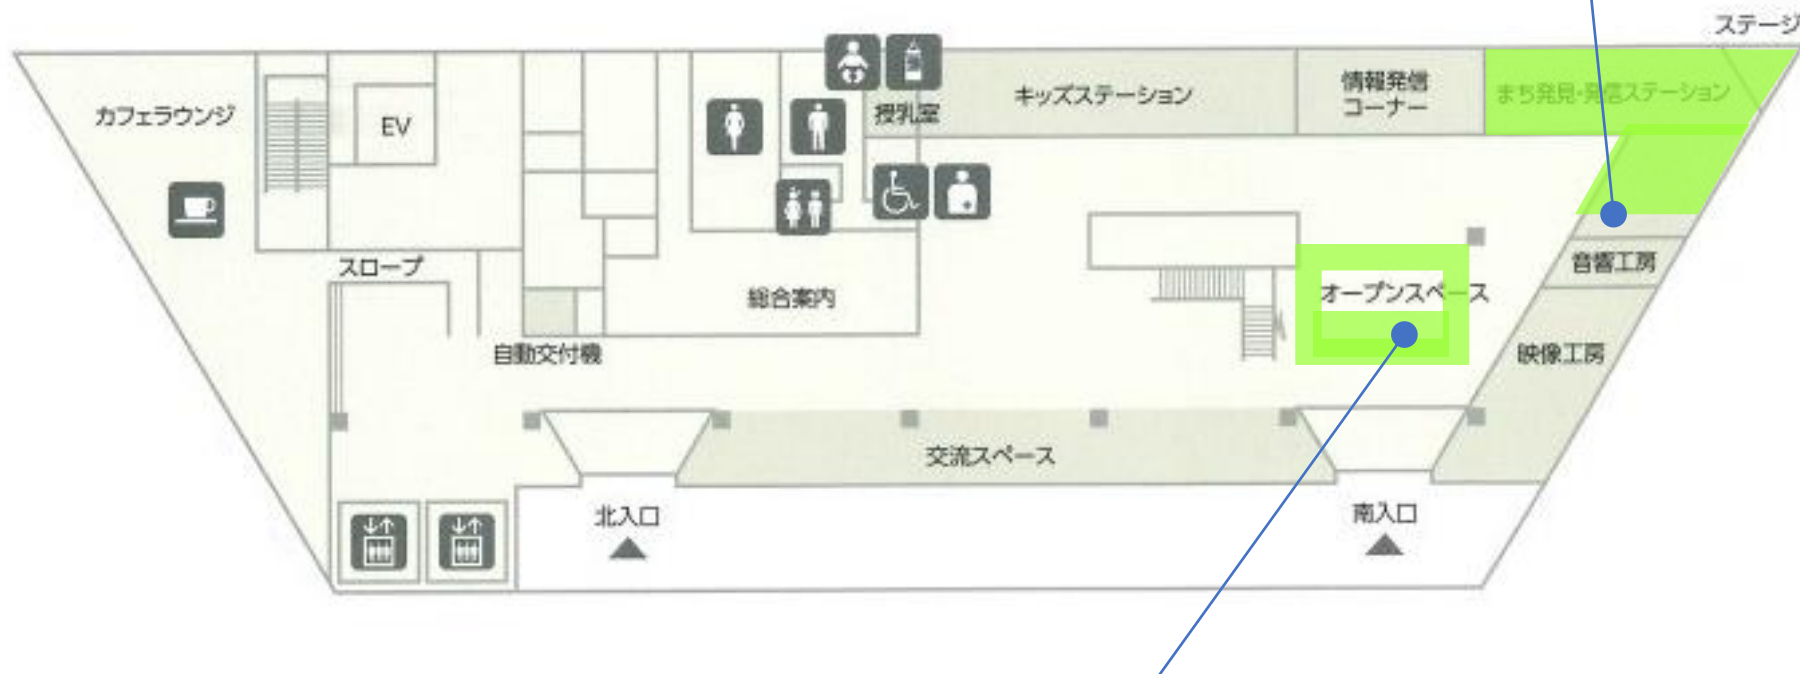 ステージ
カフェラウンジ
EV
授乳室
キッズステーション
情報発信
コーナー
まち発見・発信ステーション
スロープ
総合案内
オープンスペース
音響工房
自動交付機
映像工房
交流スペース
北入口
南入口